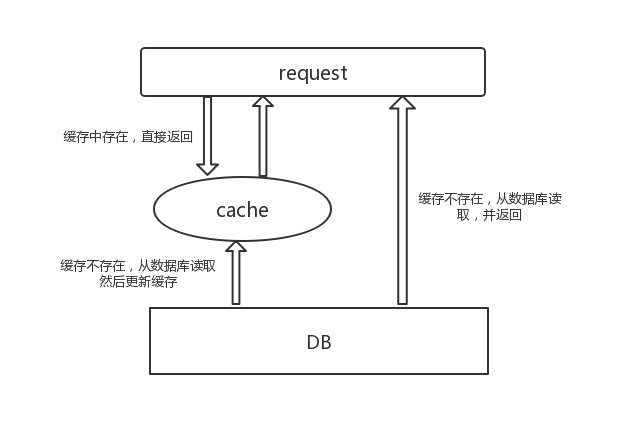 request
缓存中存在，直接返回
cache
缓存不存在，从数据库读
取，并返回
缓存不存在，从数据库读取
然后更新缓存
DB